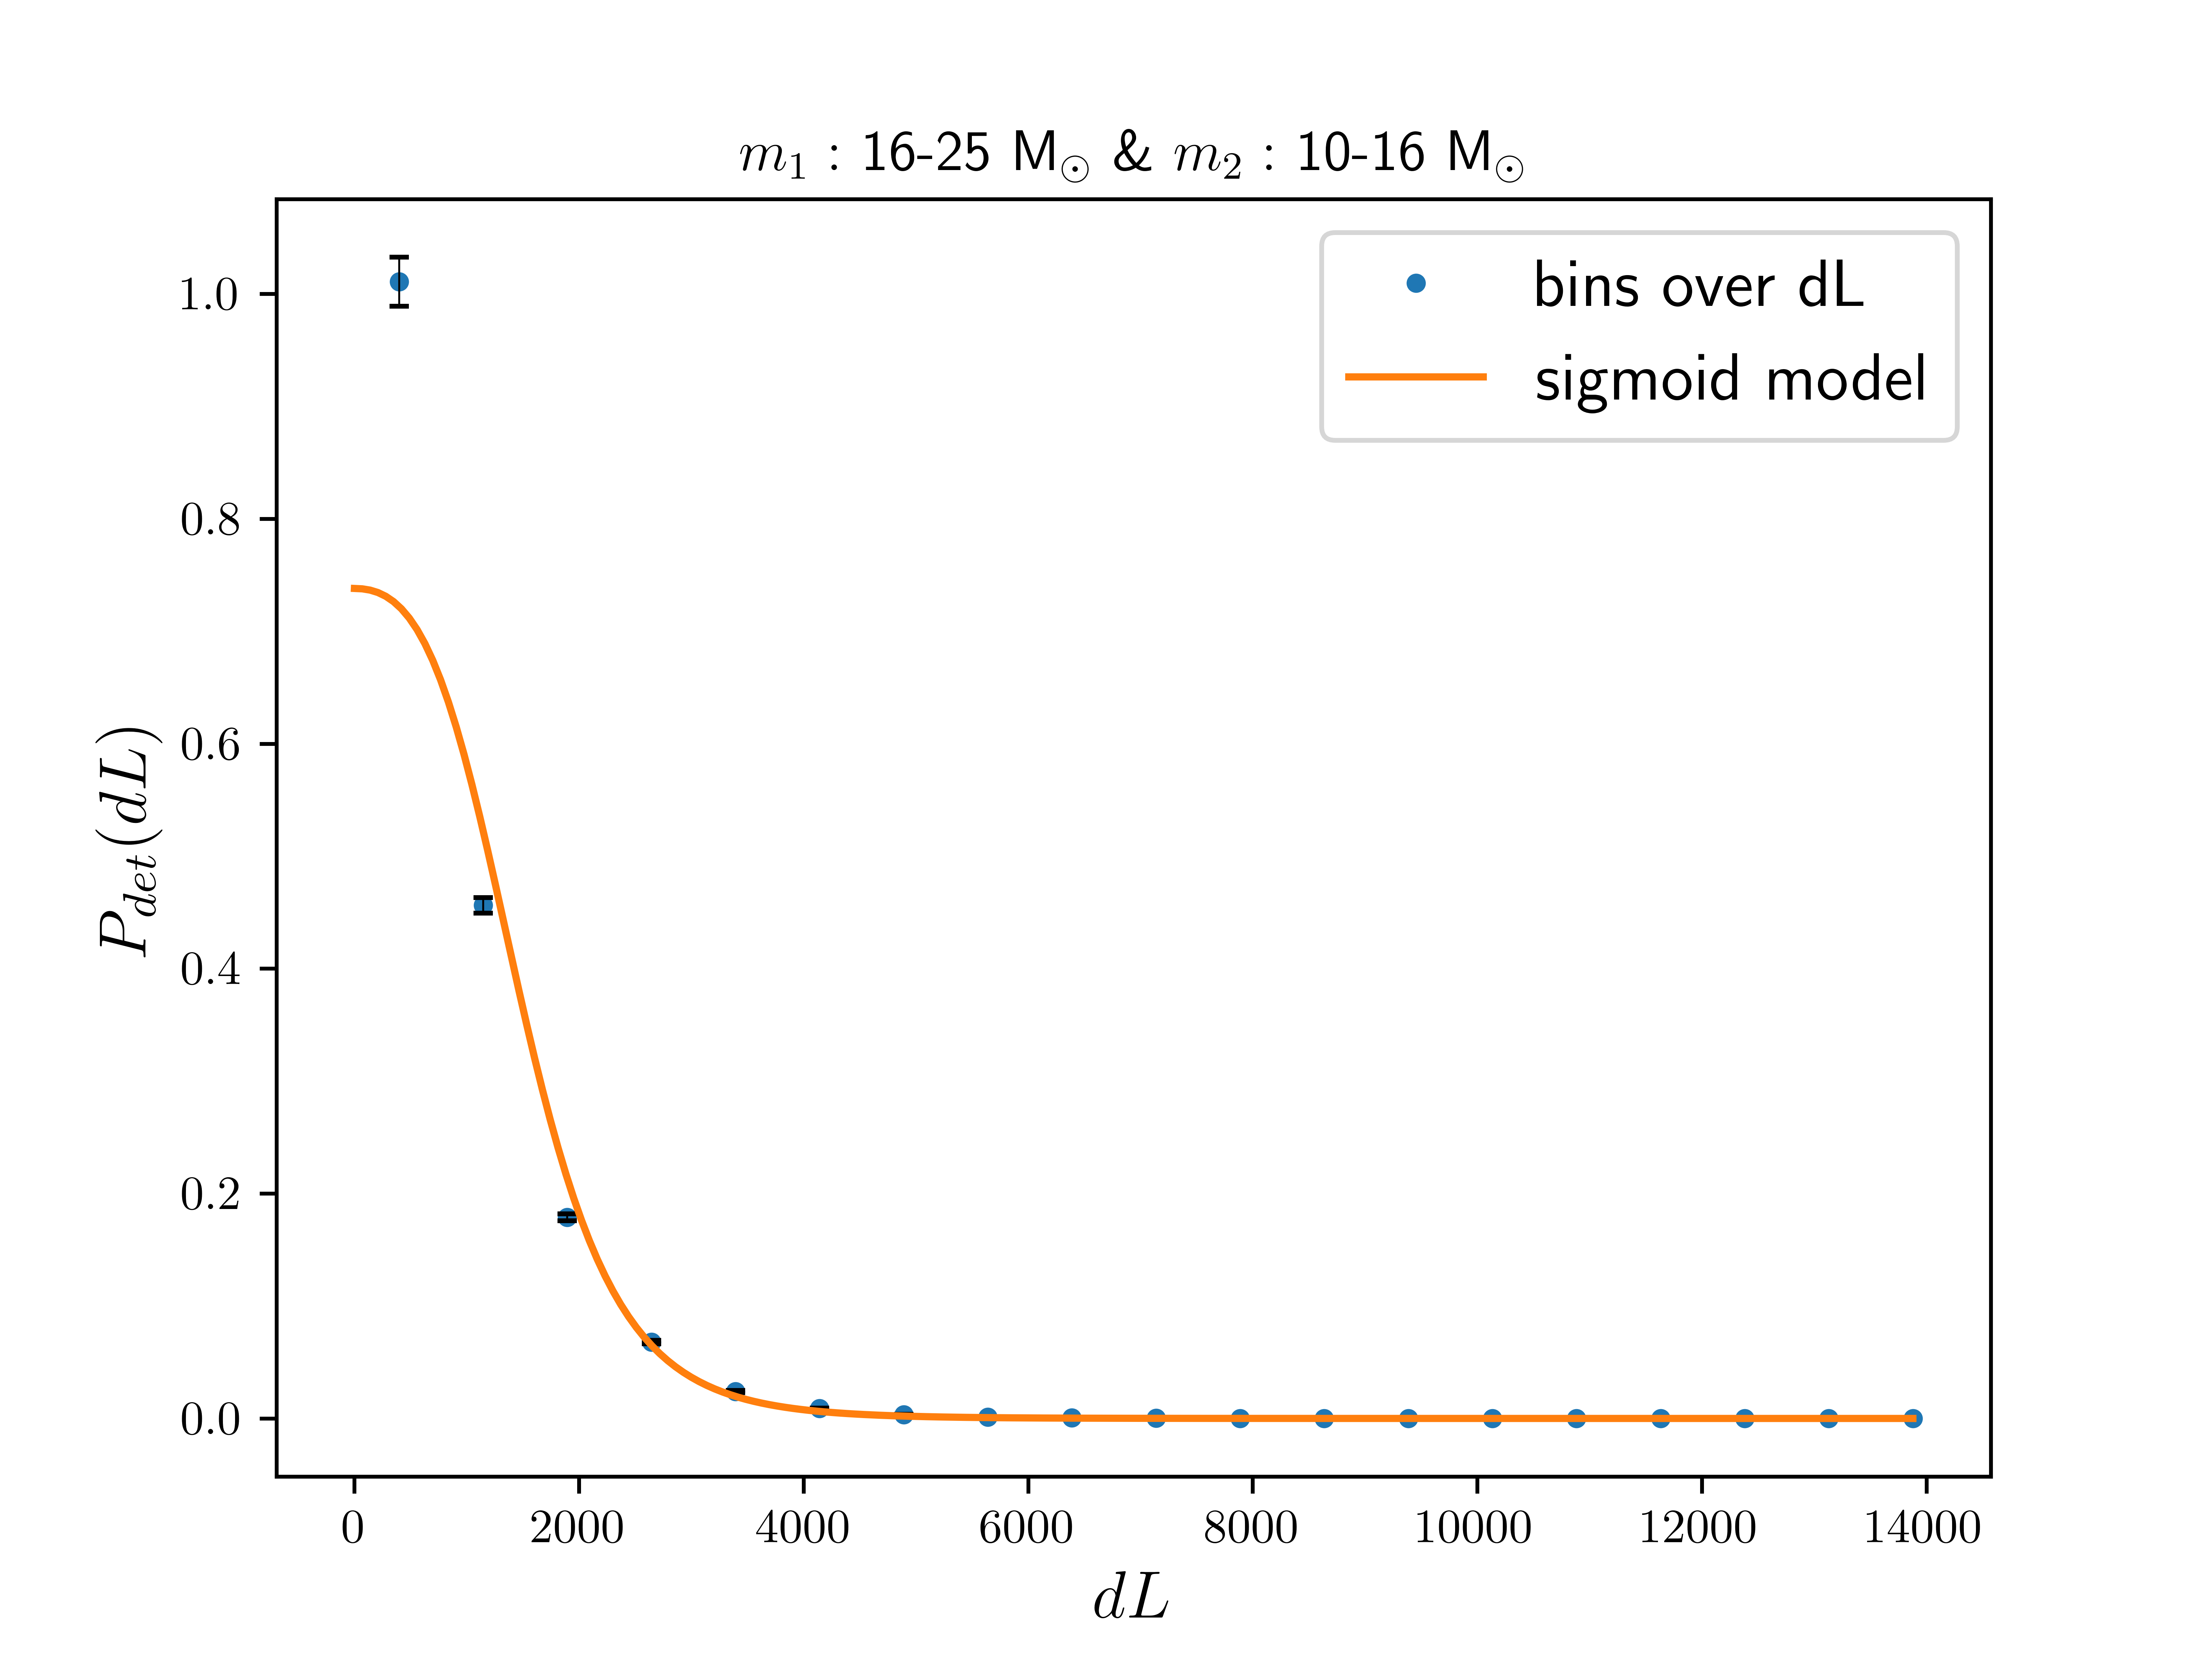 m₁ : 16-25 M⊙ & m₂ : 10-16 M⊙
bins over dL
sigmoid model
1.0
0.8
0.6
0.4
0.2
0.0
P_det(dL)
0 2000 4000 6000 8000 10000 12000 14000
dL